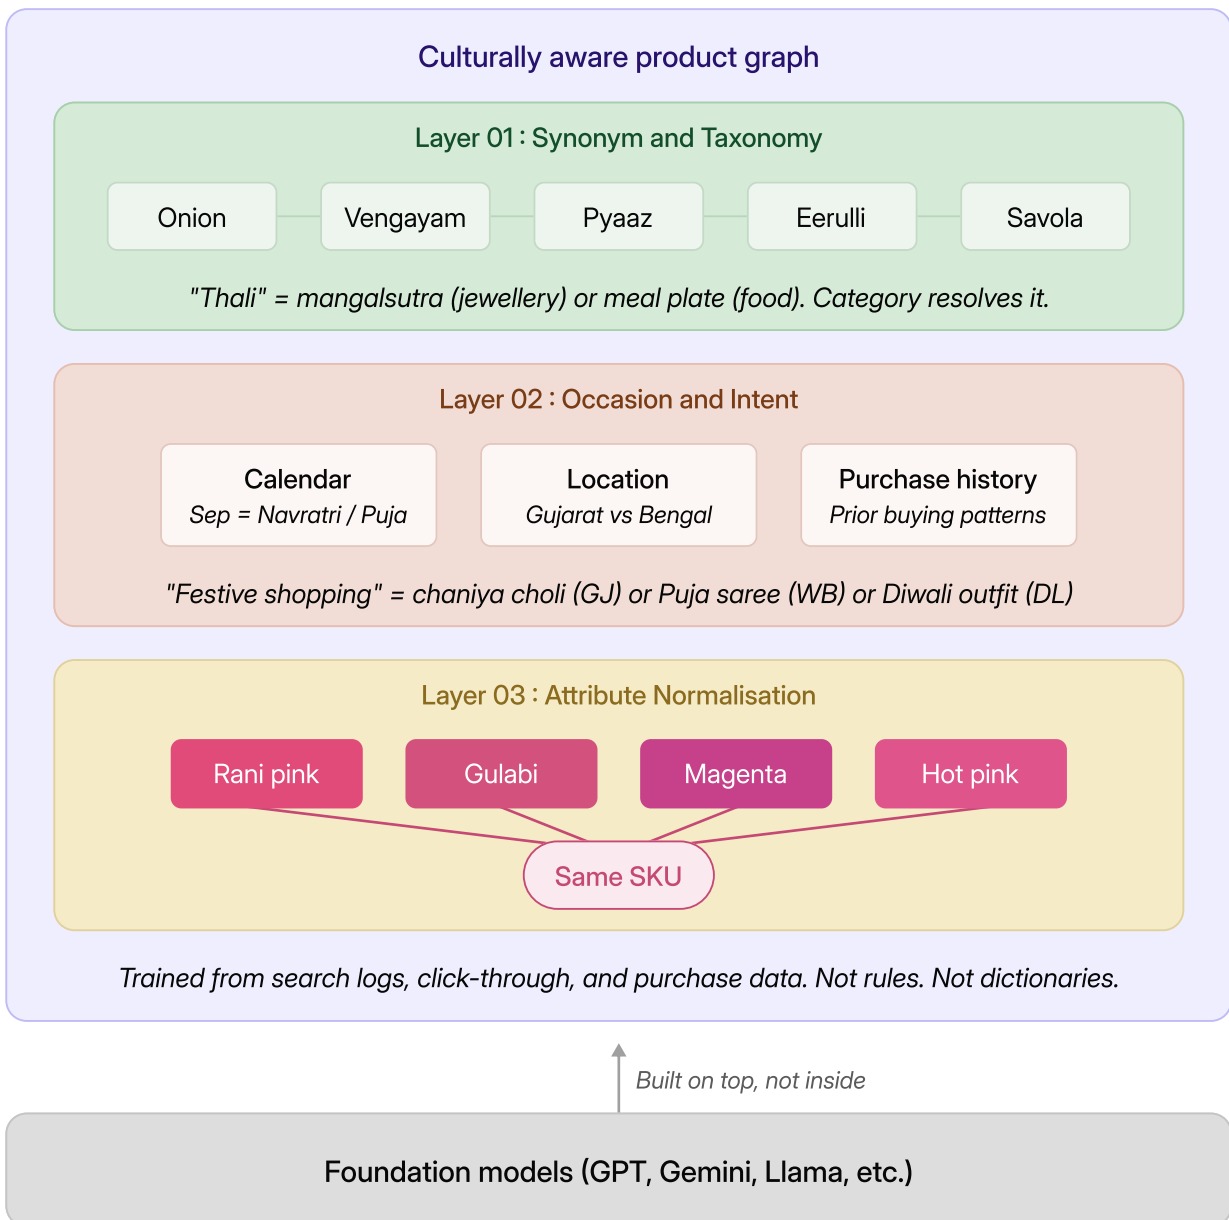 Culturally aware product graph
Layer 01 : Synonym and Taxonomy
Onion
Vengayam
Pyaaz
Eerulli
Savola
"Thali" = mangalsutra (jewellery) or meal plate (food). Category resolves it.
Layer 02 : Occasion and Intent
Calendar
Sep = Navratri / Puja
Location
Gujarat vs Bengal
Purchase history
Prior buying patterns
"Festive shopping" = chaniya choli (GJ) or Puja saree (WB) or Diwali outfit (DL)
Layer 03 : Attribute Normalisation
Rani pink
Gulabi
Magenta
Hot pink
Same SKU
Trained from search logs, click-through, and purchase data. Not rules. Not dictionaries.
Built on top, not inside
Foundation models (GPT, Gemini, Llama, etc.)